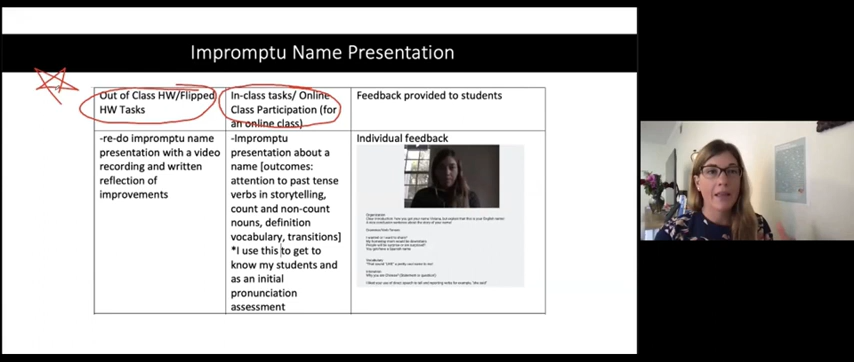 Impromptu Name Presentation
Out of Class HW/Flipped
HW Tasks
In-class tasks/ Online
Class Participation (for
an online class)
Feedback provided to students
-re-do impromptu name
presentation with a video
recording and written
reflection of
improvements
-Impromptu
presentation about a
name [outcomes:
attention to past tense
verbs in storytelling,
count and non-count
nouns, definition
vocabulary, transitions]
*I use this to get to
know my students and
as an initial
pronunciation
assessment
Individual feedback